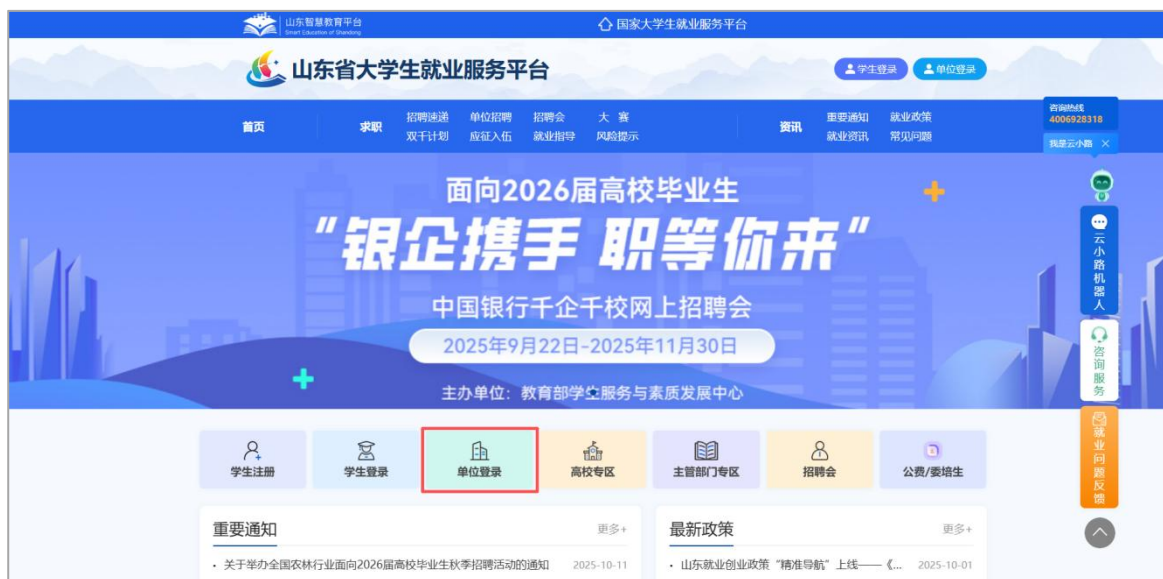 山东智慧教育平台
Smart Education of Shandong
国家大学生就业服务平台
山东省大学生就业服务平台
学生登录
单位登录
首页
求职
招聘速递 单位招聘 招聘会 大 赛
双千计划 应征入伍 就业指导 风险提示
资讯
重要通知 就业政策
就业资讯 常见问题
咨询热线
4006928318
我是云小路 ×
面向2026届高校毕业生
“银企携手 职等你来”
中国银行千企千校网上招聘会
2025年9月22日-2025年11月30日
主办单位：教育部学生服务与素质发展中心
云小路机器人
咨询服务
就业问题反馈
学生注册
学生登录
单位登录
高校专区
主管部门专区
招聘会
公费/委培生
重要通知 更多+
· 关于举办全国农林行业面向2026届高校毕业生秋季招聘活动的通知 2025-10-11
最新政策 更多+
· 山东就业创业政策“精准导航”上线——《... 2025-10-01